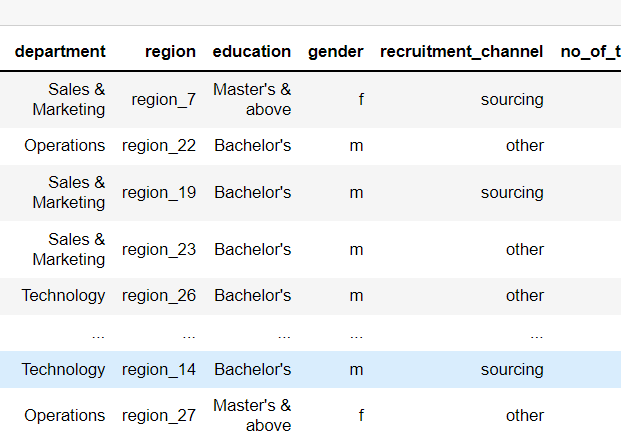 department region education gender recruitment_channel no_of_t
Sales & Marketing region_7 Master's & above f sourcing
Operations region_22 Bachelor's m other
Sales & Marketing region_19 Bachelor's m sourcing
Sales & Marketing region_23 Bachelor's m other
Technology region_26 Bachelor's m other
... ... ... ... ...
Technology region_14 Bachelor's m sourcing
Operations region_27 Master's & above f other